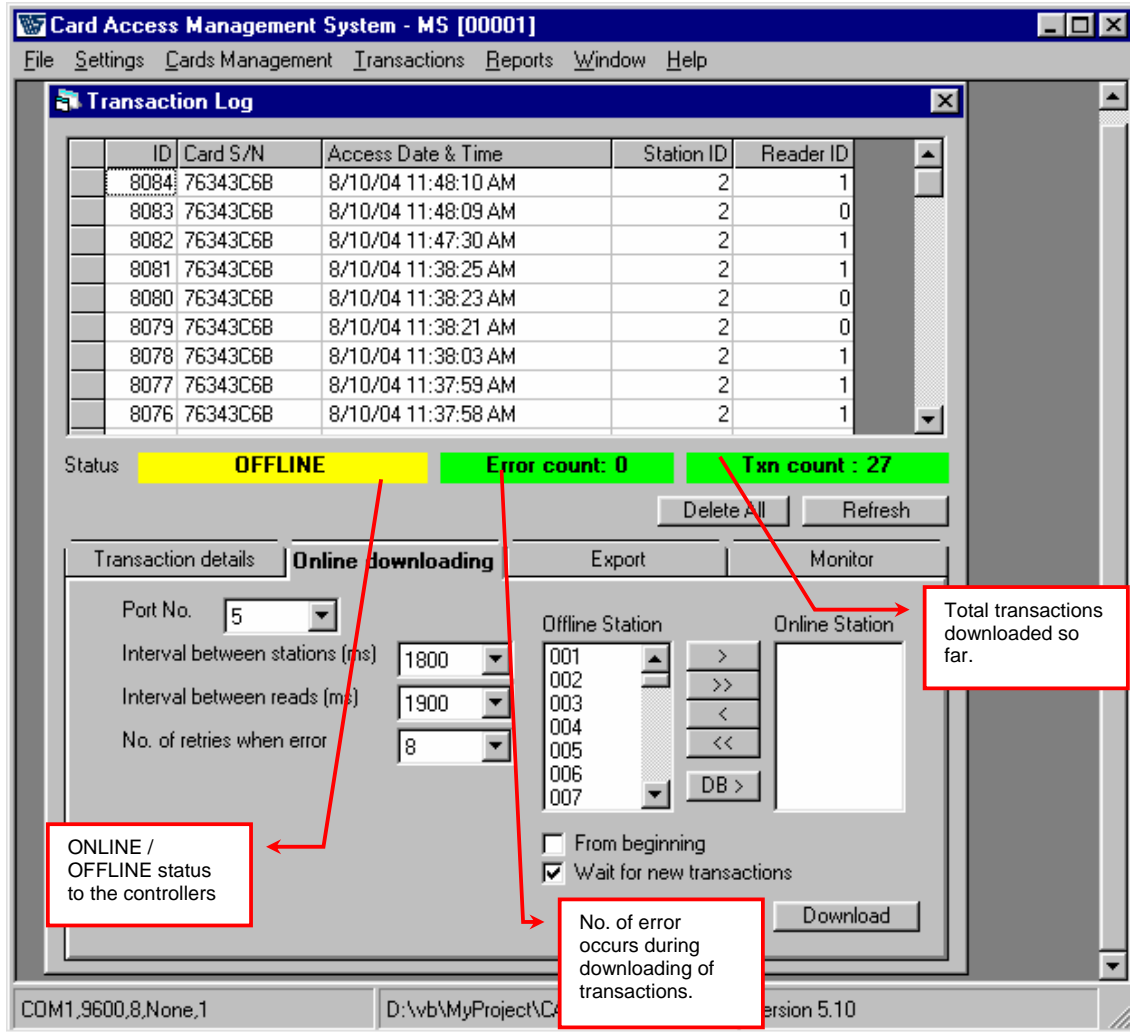 Card Access Management System - MS [00001]
File Settings Cards Management Transactions Reports Window Help
Transaction Log
ID Card S/N Access Date & Time Station ID Reader ID
8084 76343C6B 8/10/04 11:48:10 AM 2 1
8083 76343C6B 8/10/04 11:48:09 AM 2 0
8082 76343C6B 8/10/04 11:47:30 AM 2 1
8081 76343C6B 8/10/04 11:38:25 AM 2 1
8080 76343C6B 8/10/04 11:38:23 AM 2 0
8079 76343C6B 8/10/04 11:38:21 AM 2 0
8078 76343C6B 8/10/04 11:38:03 AM 2 1
8077 76343C6B 8/10/04 11:37:59 AM 2 1
8076 76343C6B 8/10/04 11:37:58 AM 2 1
Status OFFLINE Error count: 0 Txn count : 27
Delete All Refresh
Transaction details Online downloading Export Monitor
Port No. 5
Interval between stations (ms) 1800
Interval between reads (ms) 1900
No. of retries when error 8
Offline Station
001
002
003
004
005
006
007
>
>>
<
<<
DB >
Online Station
From beginning
Wait for new transactions
Download
Total transactions
downloaded so
far.
ONLINE /
OFFLINE status
to the controllers
No. of error
occurs during
downloading of
transactions.
COM1,9600,8,None,1 D:\vb\MyProject\CA ersion 5.10